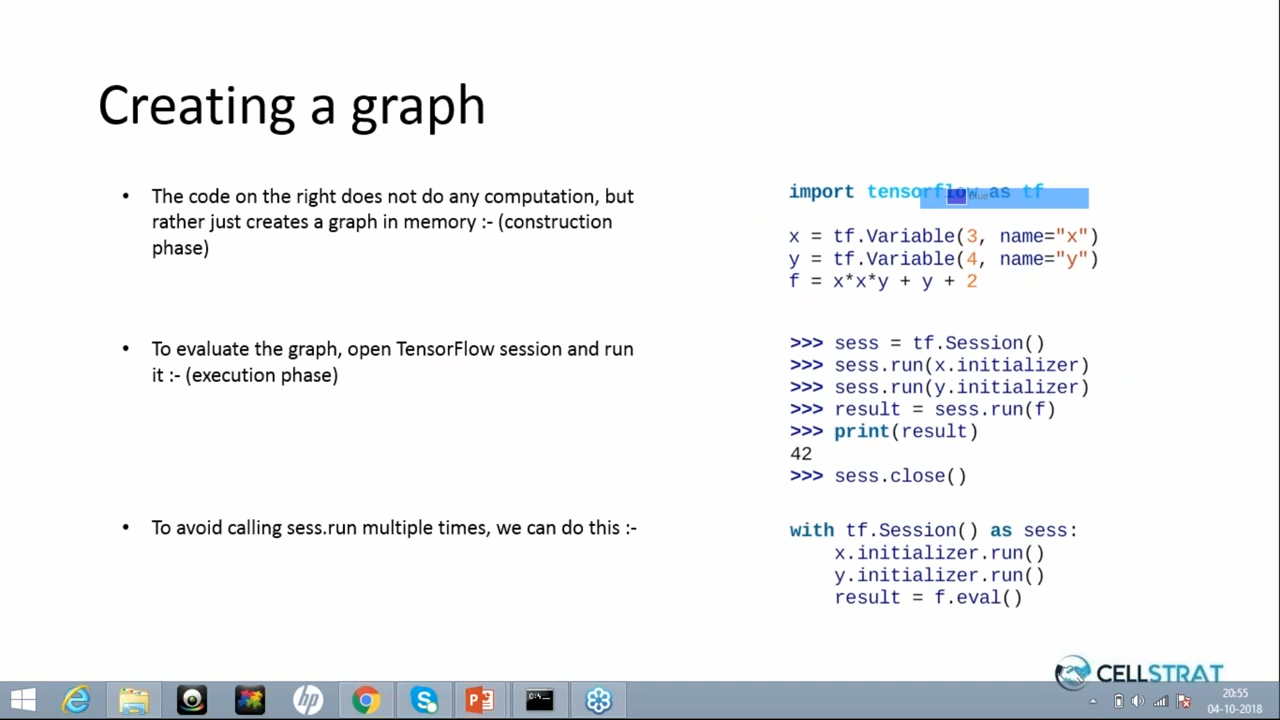 Creating a graph
• The code on the right does not do any computation, but
rather just creates a graph in memory :- (construction
phase)
import tensorflow as tf
Blue
x = tf.Variable(3, name="x")
y = tf.Variable(4, name="y")
f = x*x*y + y + 2
• To evaluate the graph, open TensorFlow session and run
it :- (execution phase)
>>> sess = tf.Session()
>>> sess.run(x.initializer)
>>> sess.run(y.initializer)
>>> result = sess.run(f)
>>> print(result)
42
>>> sess.close()
• To avoid calling sess.run multiple times, we can do this :-
with tf.Session() as sess:
    x.initializer.run()
    y.initializer.run()
    result = f.eval()
CELLSTRAT
hp
C:\
20:55
04-10-2018